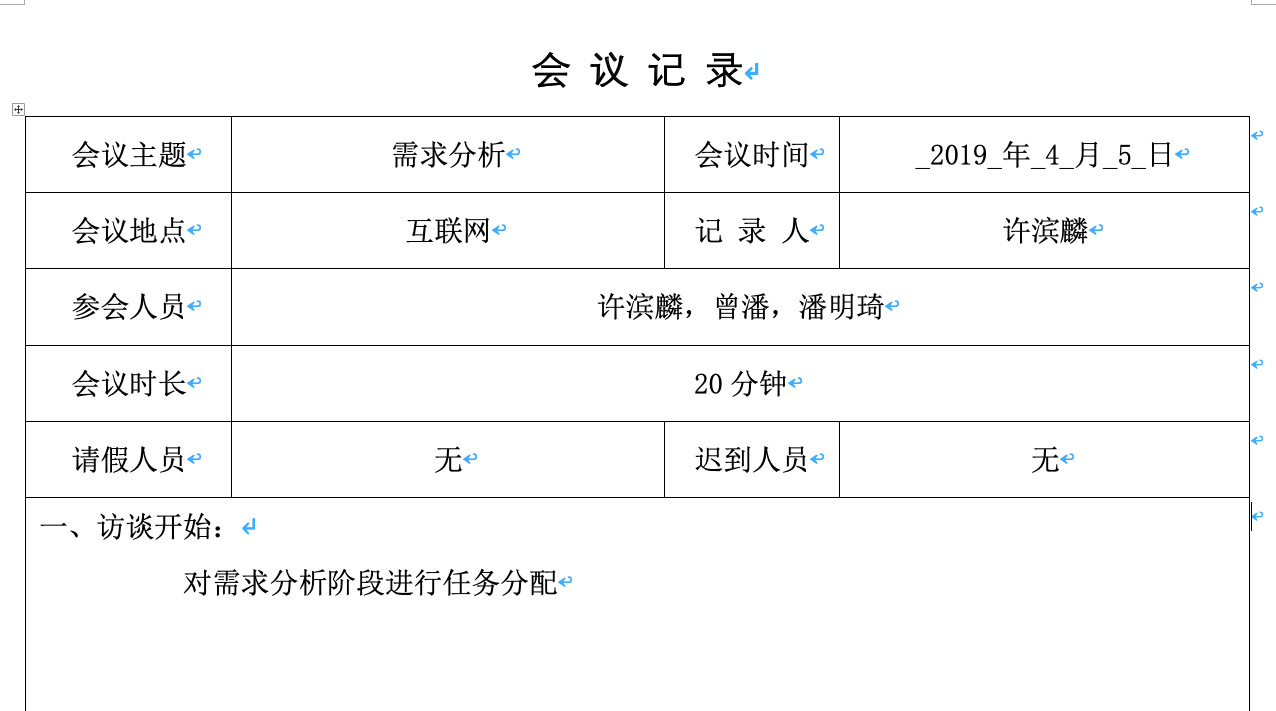 会 议 记 录
会议主题 需求分析 会议时间 _2019_年_4_月_5_日
会议地点 互联网 记 录 人 许滨麟
参会人员 许滨麟，曾潘，潘明琦
会议时长 20 分钟
请假人员 无 迟到人员 无
一、访谈开始：
对需求分析阶段进行任务分配